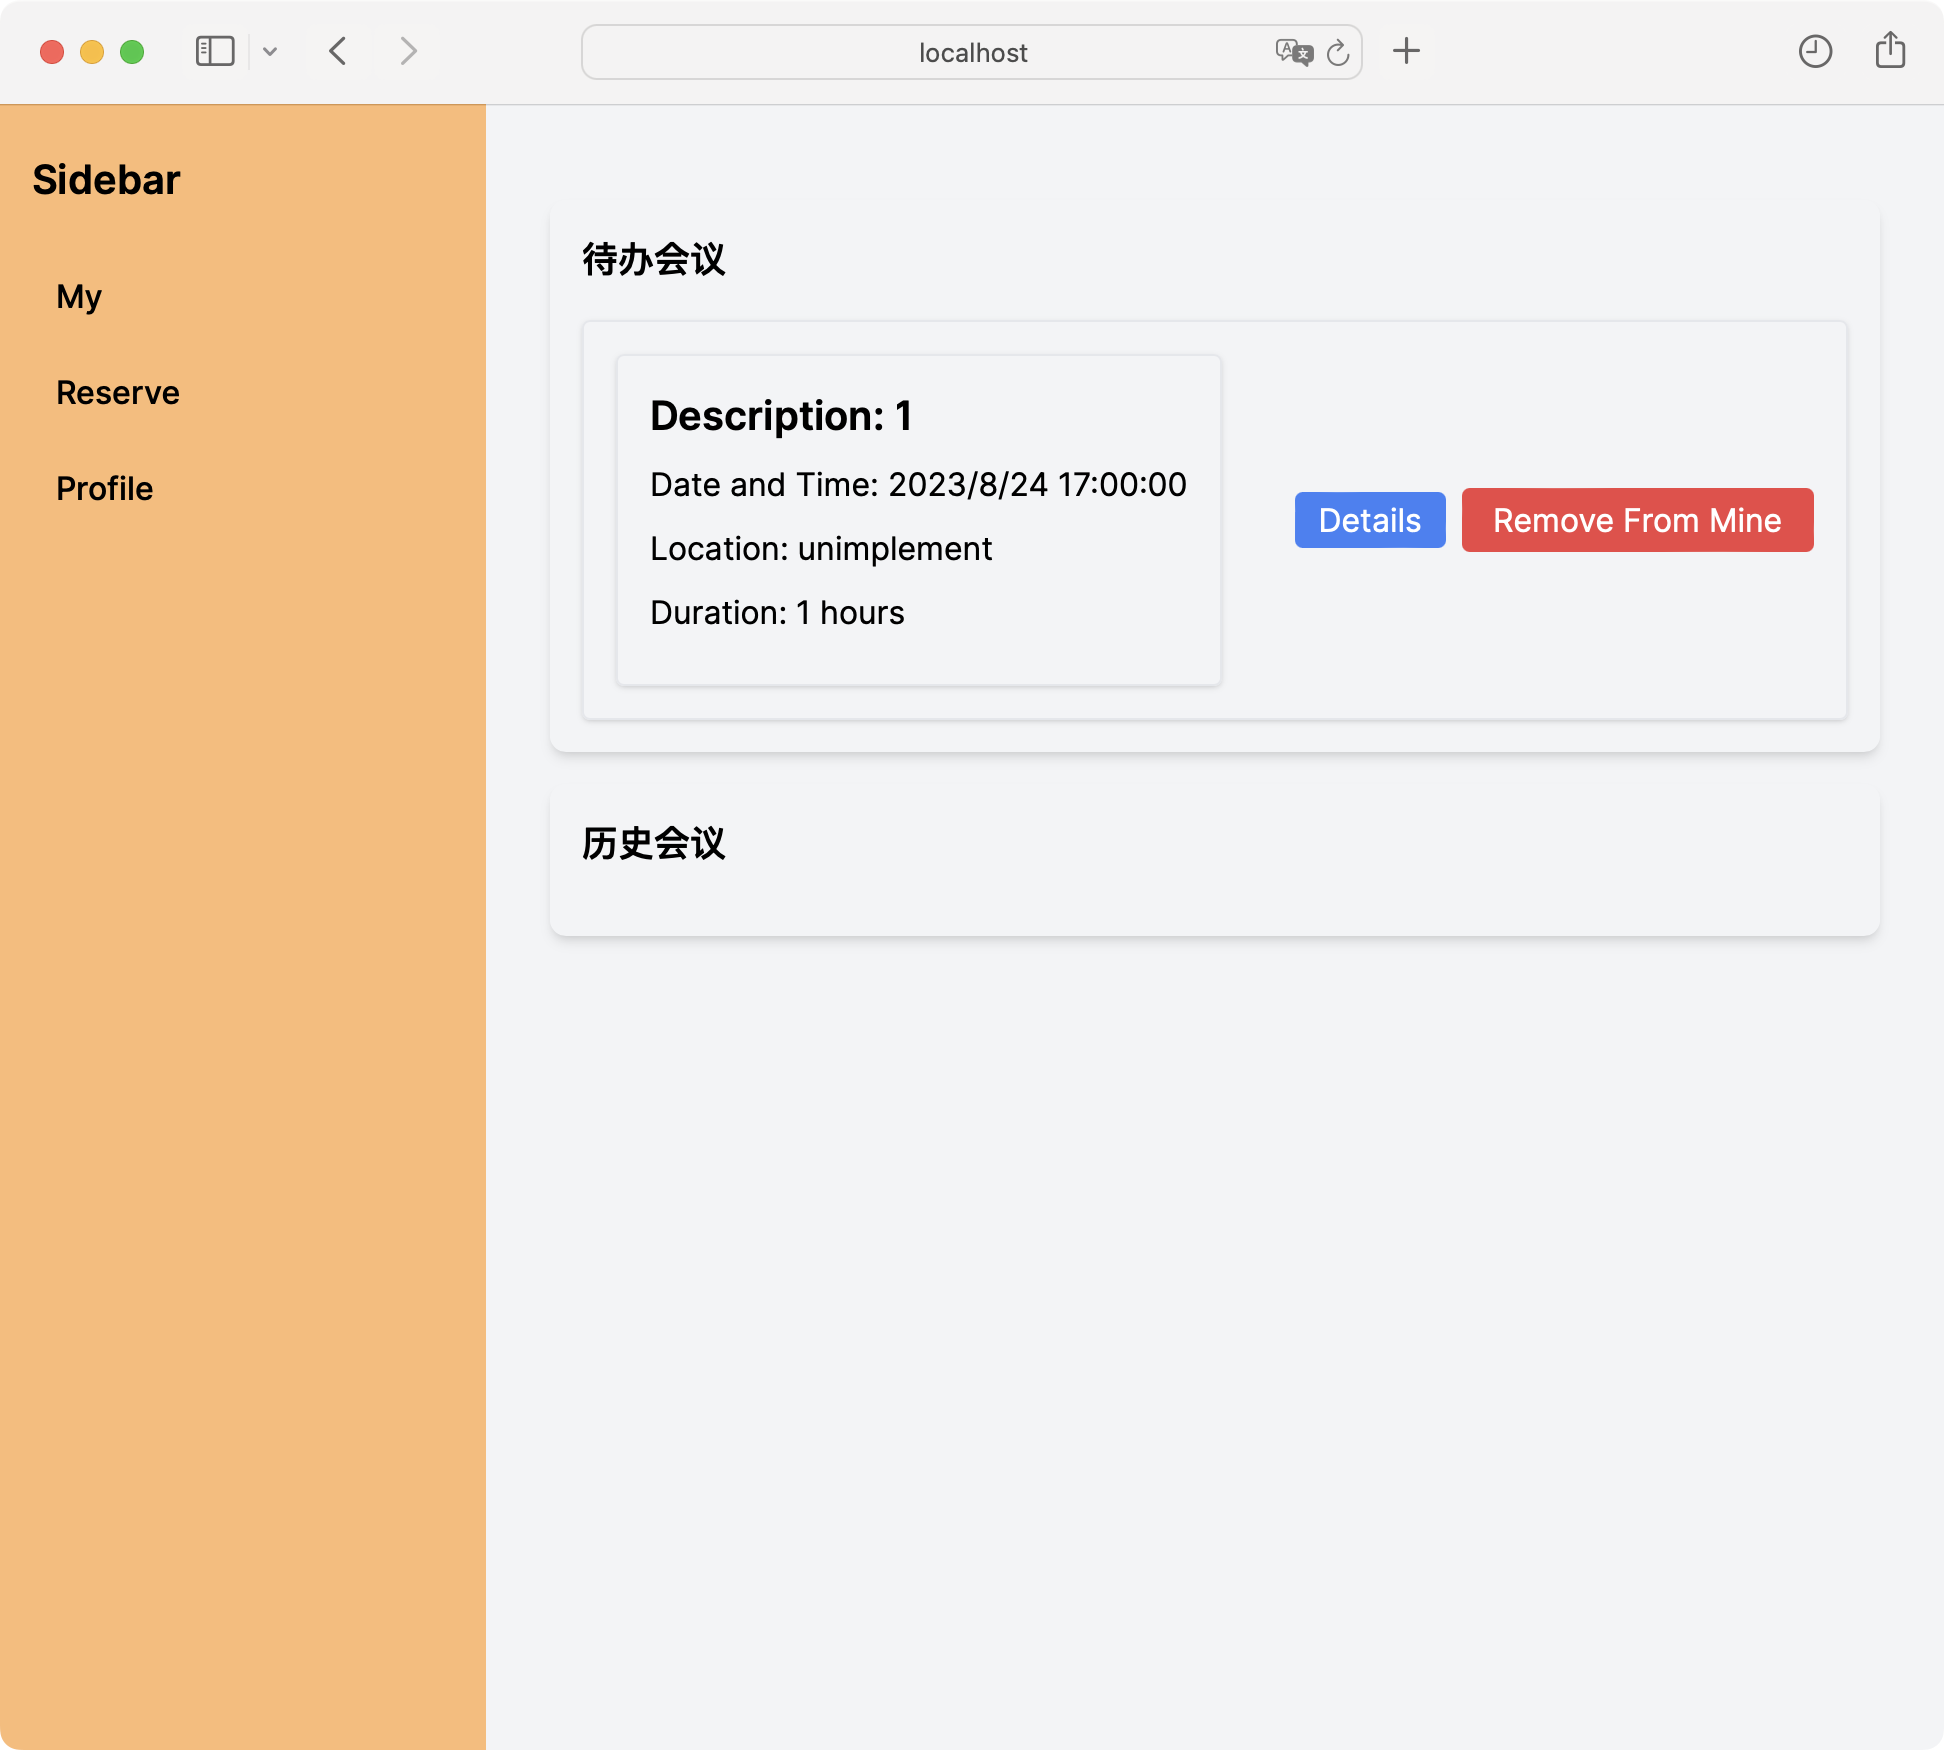 localhost
Sidebar
My
Reserve
Profile
待办会议
Description: 1
Date and Time: 2023/8/24 17:00:00
Location: unimplement
Duration: 1 hours
Details
Remove From Mine
历史会议